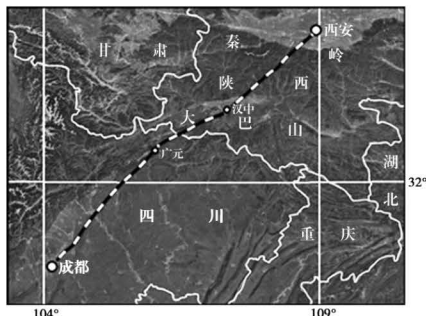 西安
甘 肃
秦
岭
陕 西
汉中
大 巴 山
广元
湖 北
32°
四 川
重 庆
成都
104°
109°